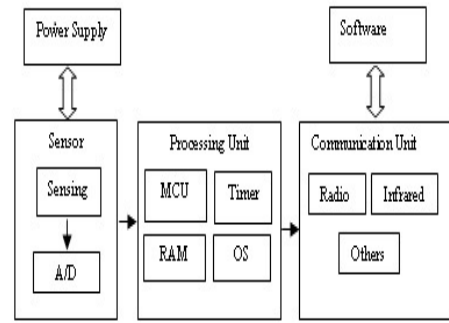 Power Supply
Software
Sensor
Sensing
A/D
Processing Unit
MCU
Timer
RAM
OS
Communication Unit
Radio
Infrared
Others